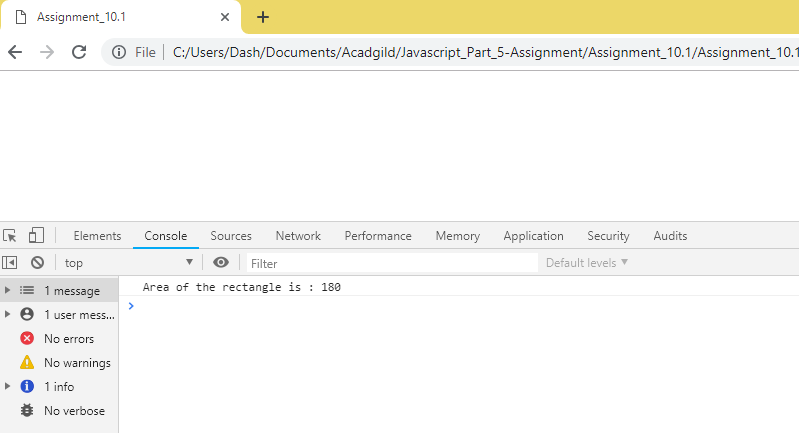 Assignment_10.1
File C:/Users/Dash/Documents/Acadgild/Javascript_Part_5-Assignment/Assignment_10.1/Assignment_10.1
Elements Console Sources Network Performance Memory Application Security Audits
top Filter Default levels
1 message
Area of the rectangle is : 180
1 user mess...
No errors
No warnings
1 info
No verbose